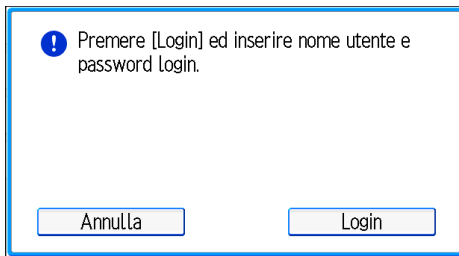 Premere [Login] ed inserire nome utente e
password login.
Annulla
Login